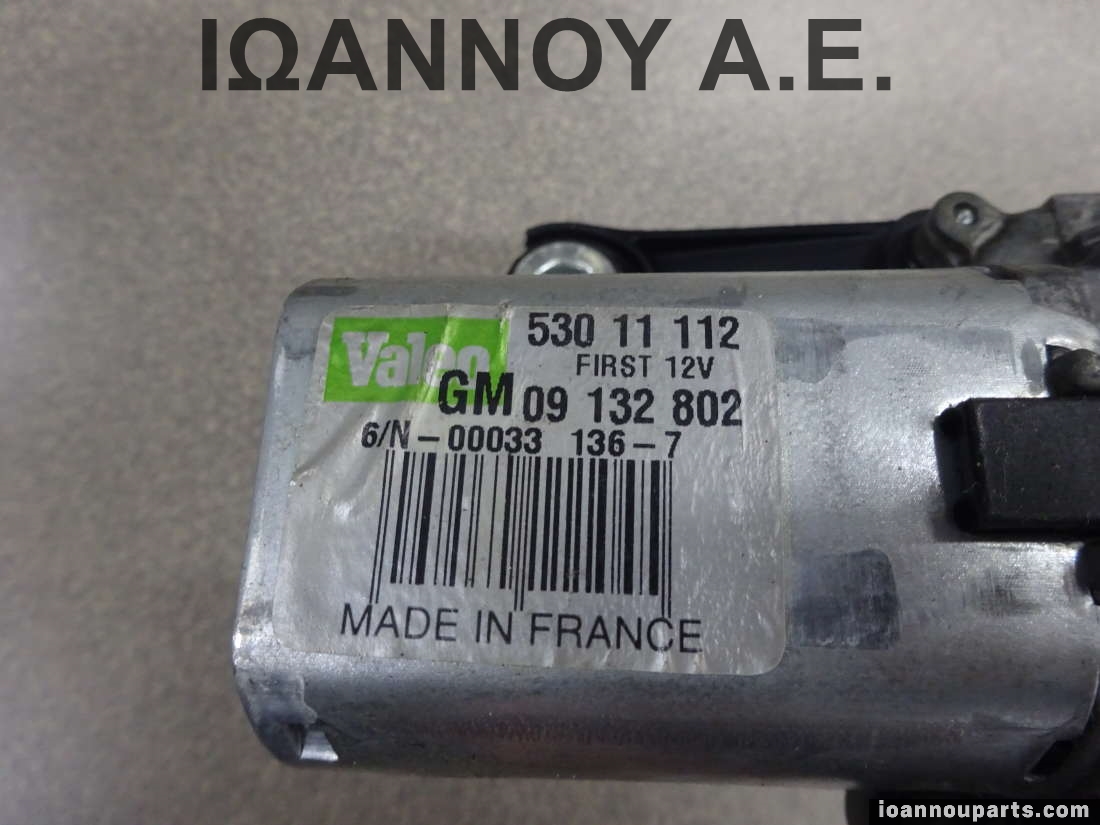 ΙΩΑΝΝΟΥ Α.Ε.
Valeo
530 11 112
FIRST 12V
GM 09 132 802
6/N-00033 136-7
MADE IN FRANCE
ioannouparts.com